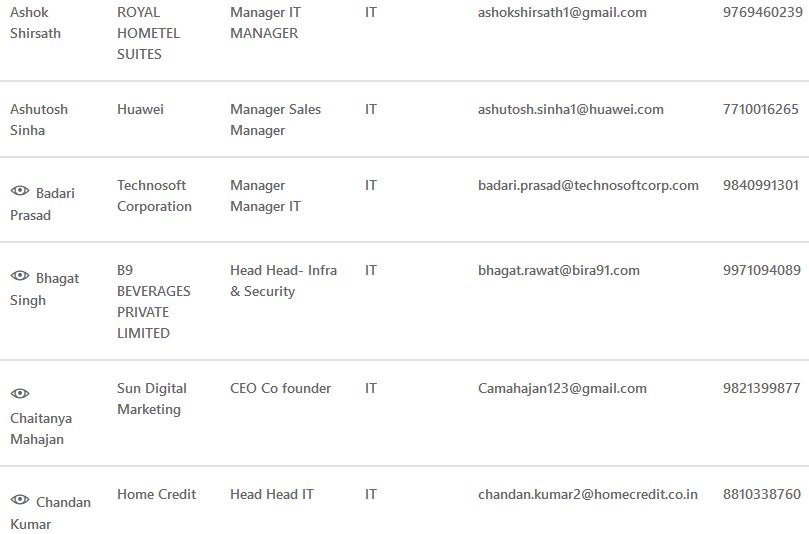 Ashok ROYAL Manager IT IT ashokshirsath1@gmail.com 9769460239
Shirsath HOMETEL MANAGER
SUITES
Ashutosh Huawei Manager Sales IT ashutosh.sinha1@huawei.com 7710016265
Sinha Manager
Badari Technosoft Manager IT badari.prasad@technosoftcorp.com 9840991301
Prasad Corporation Manager IT
Bhagat B9 Head Head- Infra IT bhagat.rawat@bira91.com 9971094089
Singh BEVERAGES & Security
PRIVATE
LIMITED
Chaitanya Sun Digital CEO Co founder IT Camahajan123@gmail.com 9821399877
Mahajan Marketing
Chandan Home Credit Head Head IT IT chandan.kumar2@homecredit.co.in 8810338760
Kumar